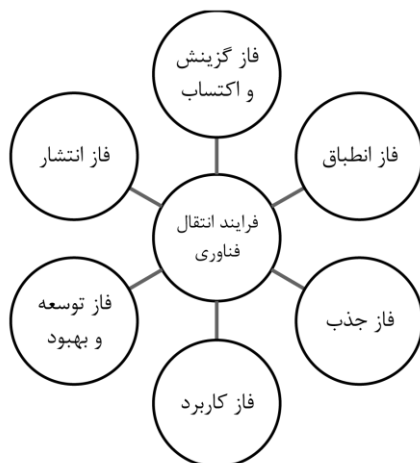 فاز گزینش
و اکتساب
فاز انطباق
فاز جذب
فاز کاربرد
فاز توسعه
و بهبود
فاز انتشار
فرایند انتقال
فناوری